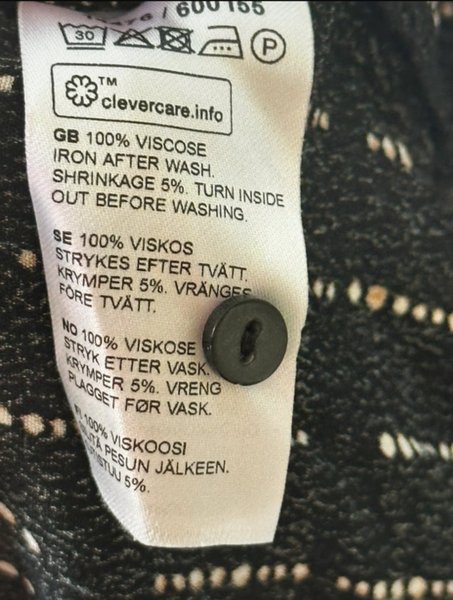 / 600155
30
P
TM
clevercare.info
GB 100% VISCOSE
IRON AFTER WASH.
SHRINKAGE 5%. TURN INSIDE
OUT BEFORE WASHING.
SE 100% VISKOS
STRYKES EFTER TVÄTT.
KRYMPER 5%. VRÄNGES
FÖRE TVÄTT.
NO 100% VISKOSE
STRYK ETTER VASK.
KRYMPER 5%. VRENG
PLAGGET FØR VASK.
100% VISKOOSI
PESUN JÄLKEEN.
5%.